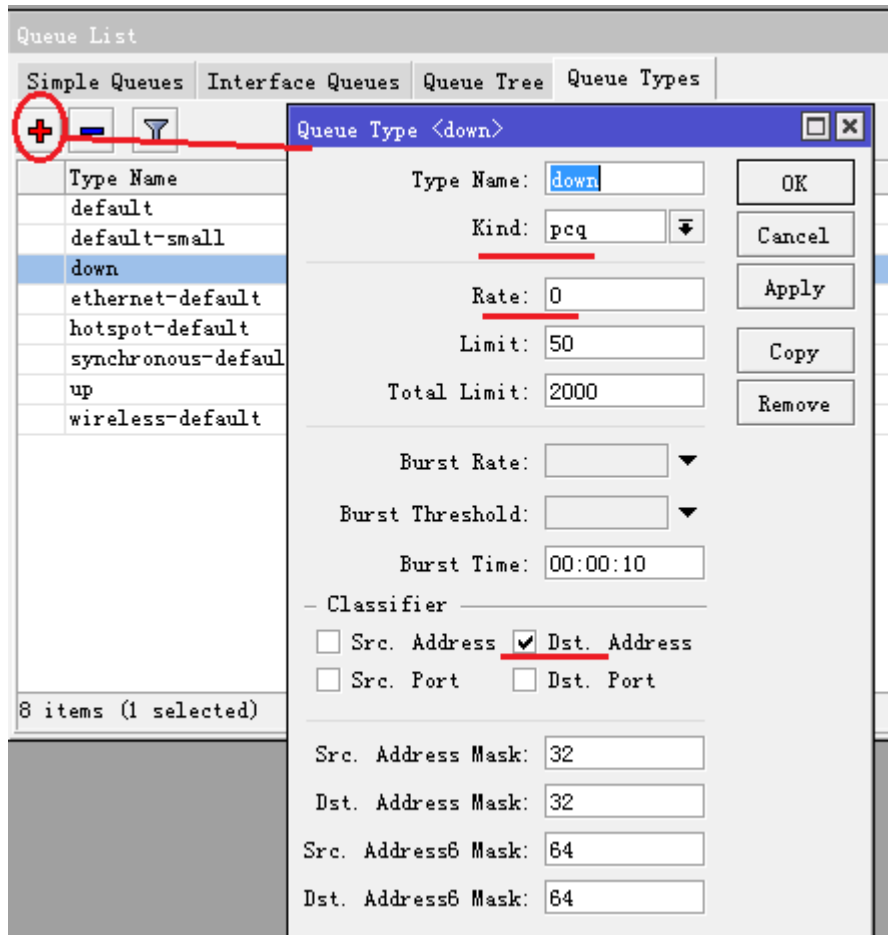 Queue List
Simple Queues Interface Queues Queue Tree Queue Types
Queue Type <down>
Type Name
default
default-small
down
ethernet-default
hotspot-default
synchronous-defaul
up
wireless-default
8 items (1 selected)
Type Name: down
OK
Kind: pcq
Cancel
Rate: 0
Apply
Limit: 50
Copy
Total Limit: 2000
Remove
Burst Rate:
Burst Threshold:
Burst Time: 00:00:10
Classifier
Src. Address Dst. Address
Src. Port Dst. Port
Src. Address Mask: 32
Dst. Address Mask: 32
Src. Address6 Mask: 64
Dst. Address6 Mask: 64